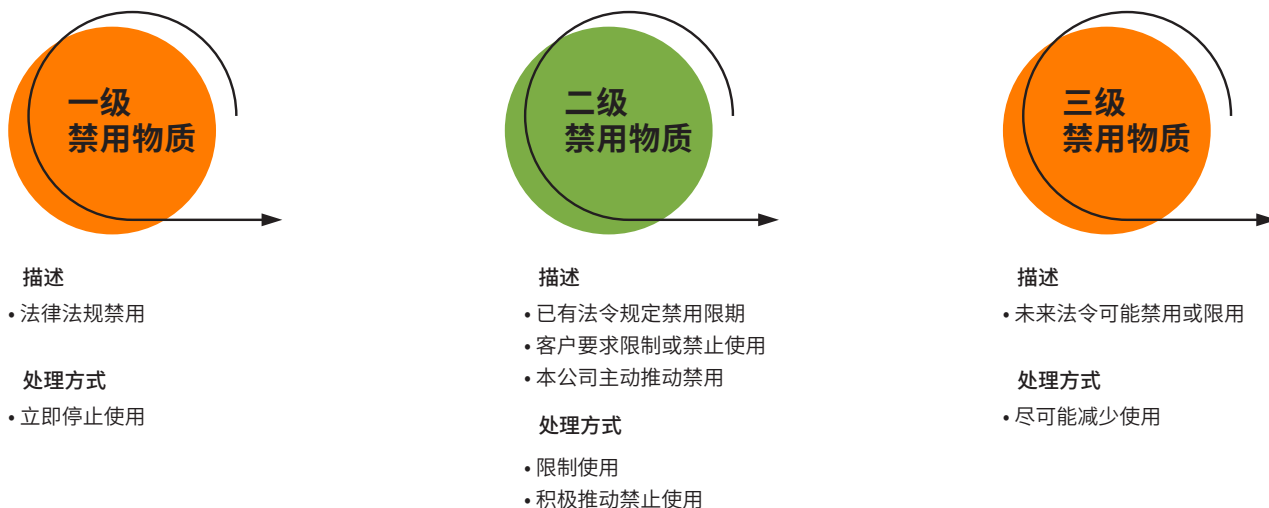 一级
禁用物质
描述
• 法律法规禁用
处理方式
• 立即停止使用
二级
禁用物质
描述
• 已有法令规定禁用限期
• 客户要求限制或禁止使用
• 本公司主动推动禁用
处理方式
• 限制使用
• 积极推动禁止使用
三级
禁用物质
描述
• 未来法令可能禁用或限用
处理方式
• 尽可能减少使用